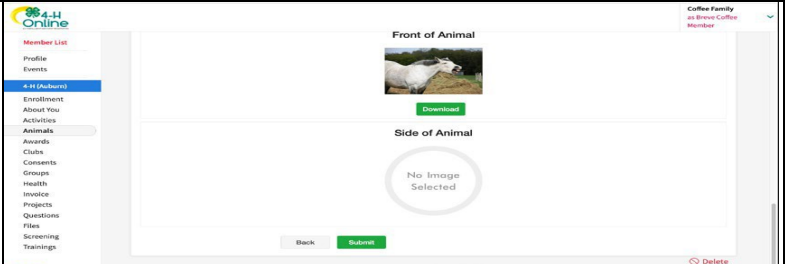 4-H
Online
Coffee Family
as Breve Coffee
Member
Member List
Profile
Events
4-H (Auburn)
Enrollment
About You
Activities
Animals
Awards
Clubs
Consents
Groups
Health
Invoice
Projects
Questions
Files
Screening
Trainings
Front of Animal
Download
Side of Animal
No Image
Selected
Back
Submit
Delete